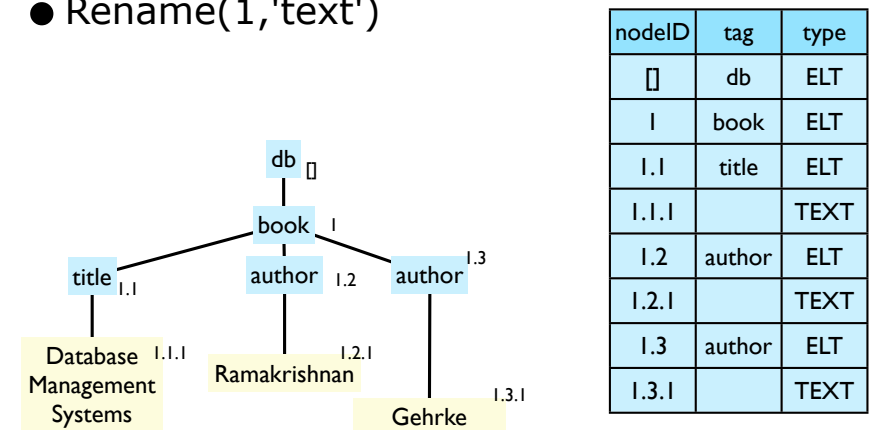 ● Rename(1,'text')
nodeID tag type
[] db ELT
1 book ELT
1.1 title ELT
1.1.1 TEXT
1.2 author ELT
1.2.1 TEXT
1.3 author ELT
1.3.1 TEXT
db []
book 1
title 1.1
author 1.2
author 1.3
Database 1.1.1
Management
Systems
Ramakrishnan 1.2.1
Gehrke 1.3.1